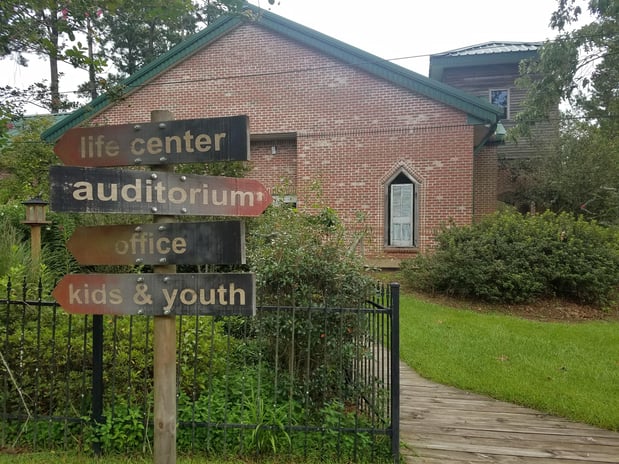 life center
auditorium
office
kids & youth